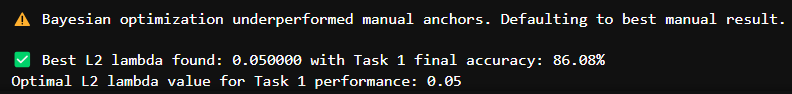 ⚠️ Bayesian optimization underperformed manual anchors. Defaulting to best manual result.
✅ Best L2 lambda found: 0.050000 with Task 1 final accuracy: 86.08%
Optimal L2 lambda value for Task 1 performance: 0.05